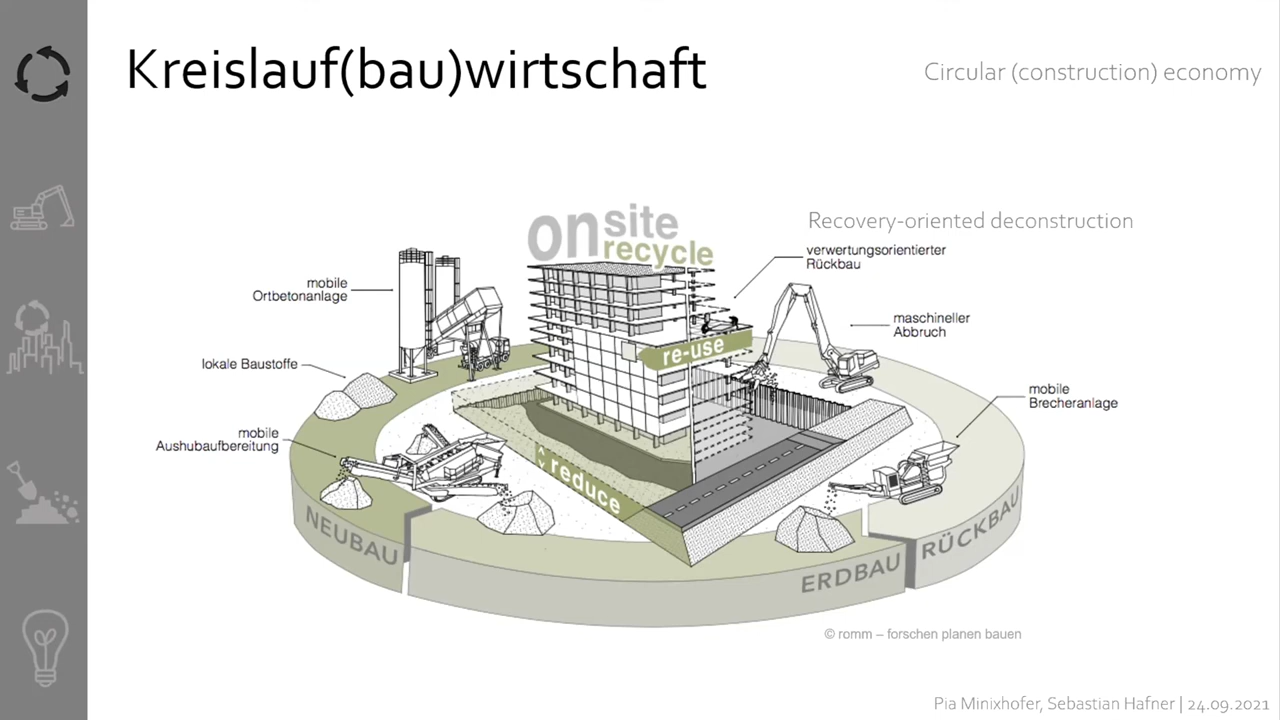 Kreislauf(bau)wirtschaft
Circular (construction) economy
onsite
recycle
Recovery-oriented deconstruction
verwertungsorientierter
Rückbau
mobile
Ortbetonanlage
maschineller
Abbruch
re-use
lokale Baustoffe
mobile
Brecheranlage
mobile
Aushubaufbereitung
reduce
NEUBAU
ERDBAU
RÜCKBAU
© romm – forschen planen bauen
Pia Minixhofer, Sebastian Hafner | 24.09.2021